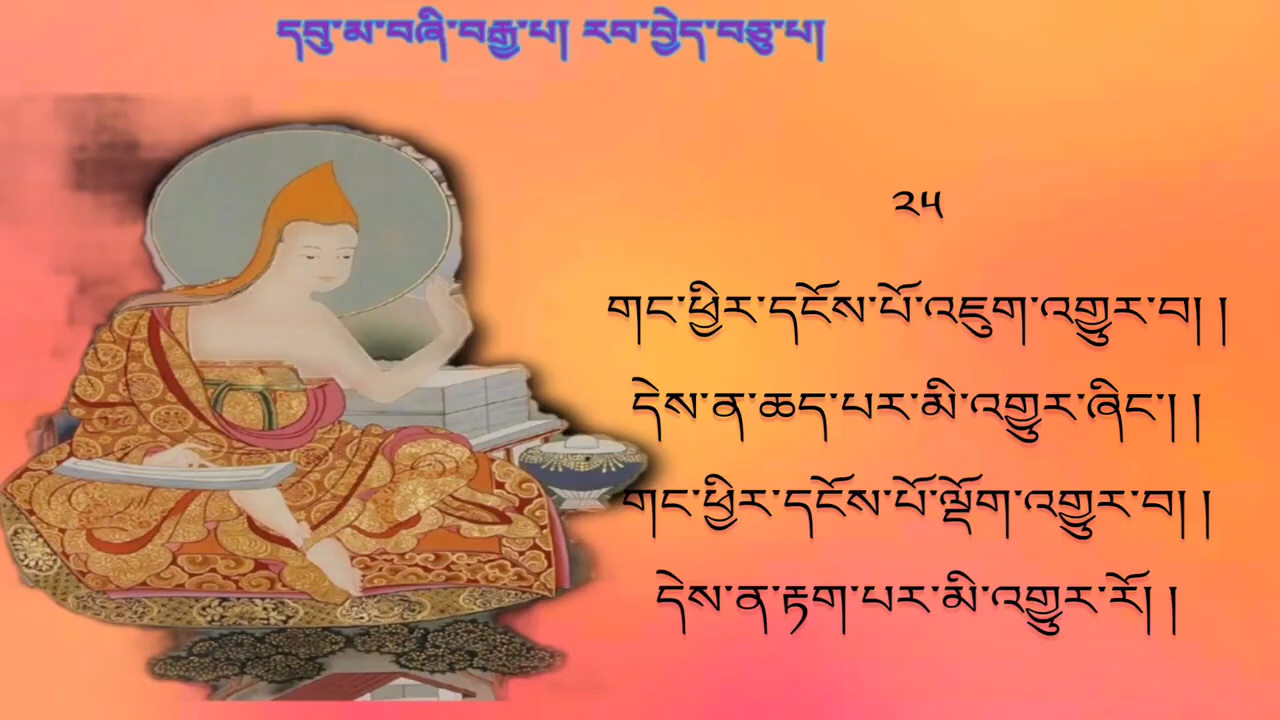 དབུ་མ་བཞི་བརྒྱ་པ། རབ་བྱེད་བཅུ་པ།
༢༥
གང་ཕྱིར་དངོས་པོ་འཇུག་འགྱུར་བ། །
དེས་ན་ཆད་པར་མི་འགྱུར་ཞིང་། །
གང་ཕྱིར་དངོས་པོ་ལྡོག་འགྱུར་བ། །
དེས་ན་རྟག་པར་མི་འགྱུར་རོ། །